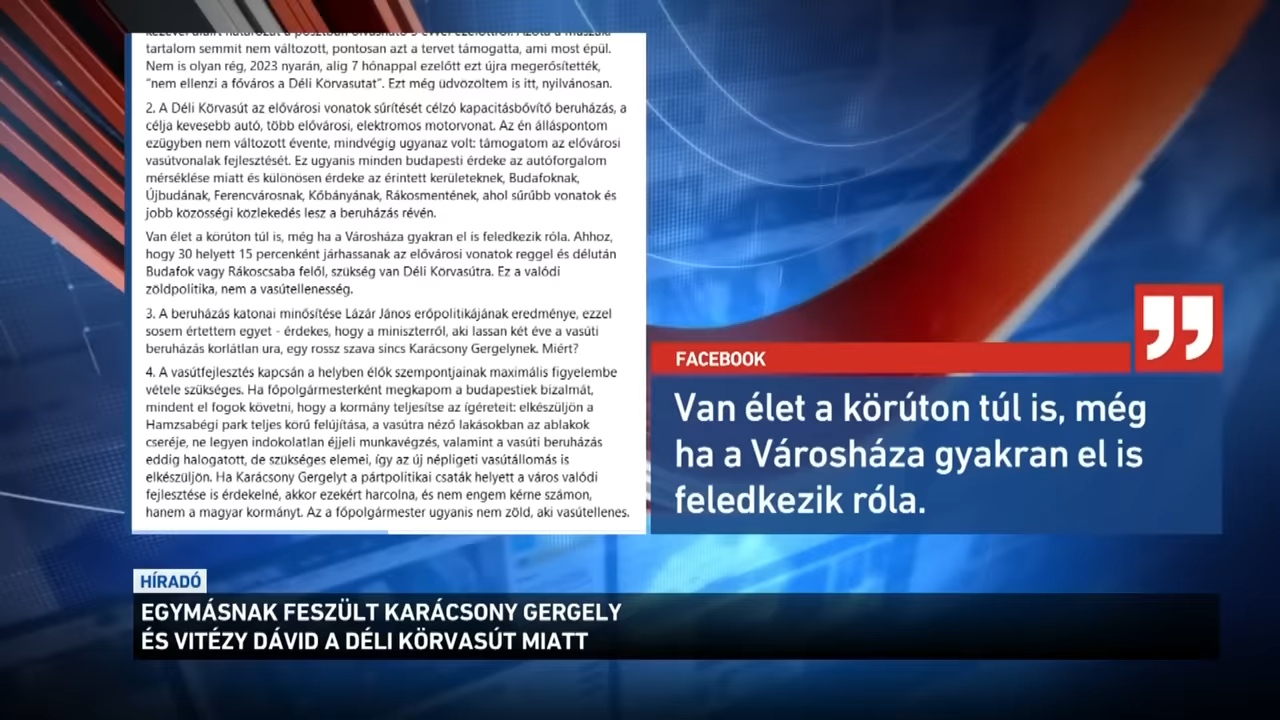 kezével aláírt határozat a posztban olvasható 5 évvel ezelőttről. Azóta a műszaki
tartalom semmit nem változott, pontosan azt a tervet támogatta, ami most épül.
Nem is olyan rég, 2023 nyarán, alig 7 hónappal ezelőtt ezt újra megerősítették,
"nem ellenzi a főváros a Déli Körvasutat". Ezt még üdvözöltem is itt, nyilvánosan.
2. A Déli Körvasút az elővárosi vonatok sűrítését célzó kapacitásbővítő beruházás, a
célja kevesebb autó, több elővárosi, elektromos motorvonat. Az én álláspontom
ezügyben nem változott évente, mindvégig ugyanaz volt: támogatom az elővárosi
vasútvonalak fejlesztését. Ez ugyanis minden budapesti érdeke az autóforgalom
mérséklése miatt és különösen érdeke az érintett kerületeknek, Budafoknak,
Újbudának, Ferencvárosnak, Kőbányának, Rákosmentének, ahol sűrűbb vonatok és
jobb közösségi közlekedés lesz a beruházás révén.
Van élet a körúton túl is, még ha a Városháza gyakran el is feledkezik róla. Ahhoz,
hogy 30 helyett 15 percenként járhassanak az elővárosi vonatok reggel és délután
Budafok vagy Rákoscsaba felől, szükség van Déli Körvasútra. Ez a valódi
zöldpolitika, nem a vasútellenesség.
3. A beruházás katonai minősítése Lázár János erőpolitikájának eredménye, ezzel
sosem értettem egyet - érdekes, hogy a miniszterről, aki lassan két éve a vasúti
beruházás korlátlan ura, egy rossz szava sincs Karácsony Gergelynek. Miért?
4. A vasútfejlesztés kapcsán a helyben élők szempontjainak maximális figyelembe
vétele szükséges. Ha főpolgármesterként megkapom a budapestiek bizalmát,
mindent el fogok követni, hogy a kormány teljesítse az ígéreteit: elkészüljön a
Hamzsabégi park teljes körű felújítása, a vasútra néző lakásokban az ablakok
cseréje, ne legyen indokolatlan éjjeli munkavégzés, valamint a vasúti beruházás
eddig halogatott, de szükséges elemei, így az új népligeti vasútállomás is
elkészüljön. Ha Karácsony Gergelyt a pártpolitikai csaták helyett a város valódi
fejlesztése is érdekelné, akkor ezekért harcolna, és nem engem kérne számon,
hanem a magyar kormányt. Az a főpolgármester ugyanis nem zöld, aki vasútellenes.
FACEBOOK
Van élet a körúton túl is, még
ha a Városháza gyakran el is
feledkezik róla.
HÍRADÓ
EGYMÁSNAK FESZÜLT KARÁCSONY GERGELY
ÉS VITÉZY DÁVID A DÉLI KÖRVASÚT MIATT